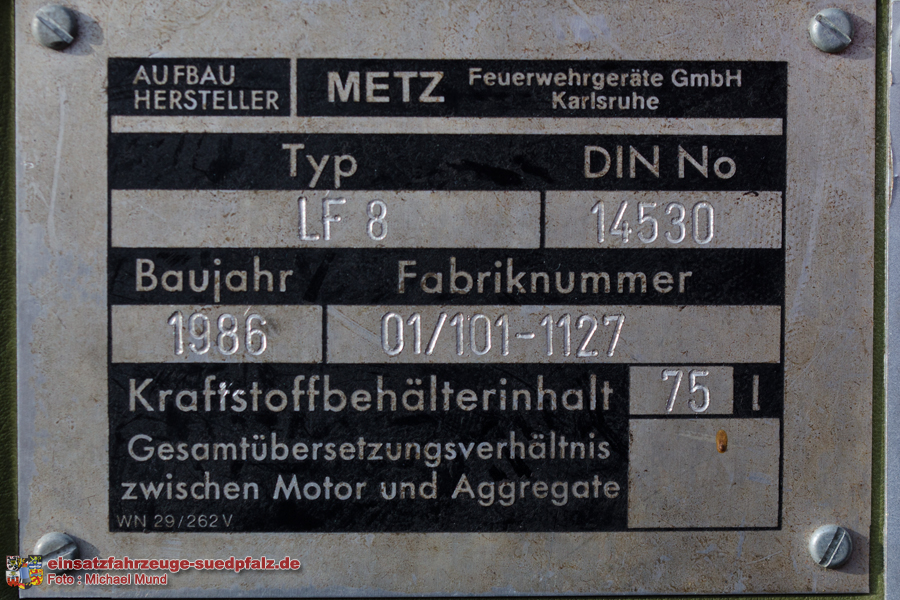 AUFBAU
HERSTELLER
METZ
Feuerwehrgeräte GmbH
Karlsruhe
Typ
DIN No
LF 8
14530
Baujahr
Fabriknummer
1986
01/101-1127
Kraftstoffbehälterinhalt 75 l
Gesamtübersetzungsverhältnis
zwischen Motor und Aggregate
WN 29/262 V
einsatzfahrzeuge-suedpfalz.de
Foto : Michael Mund